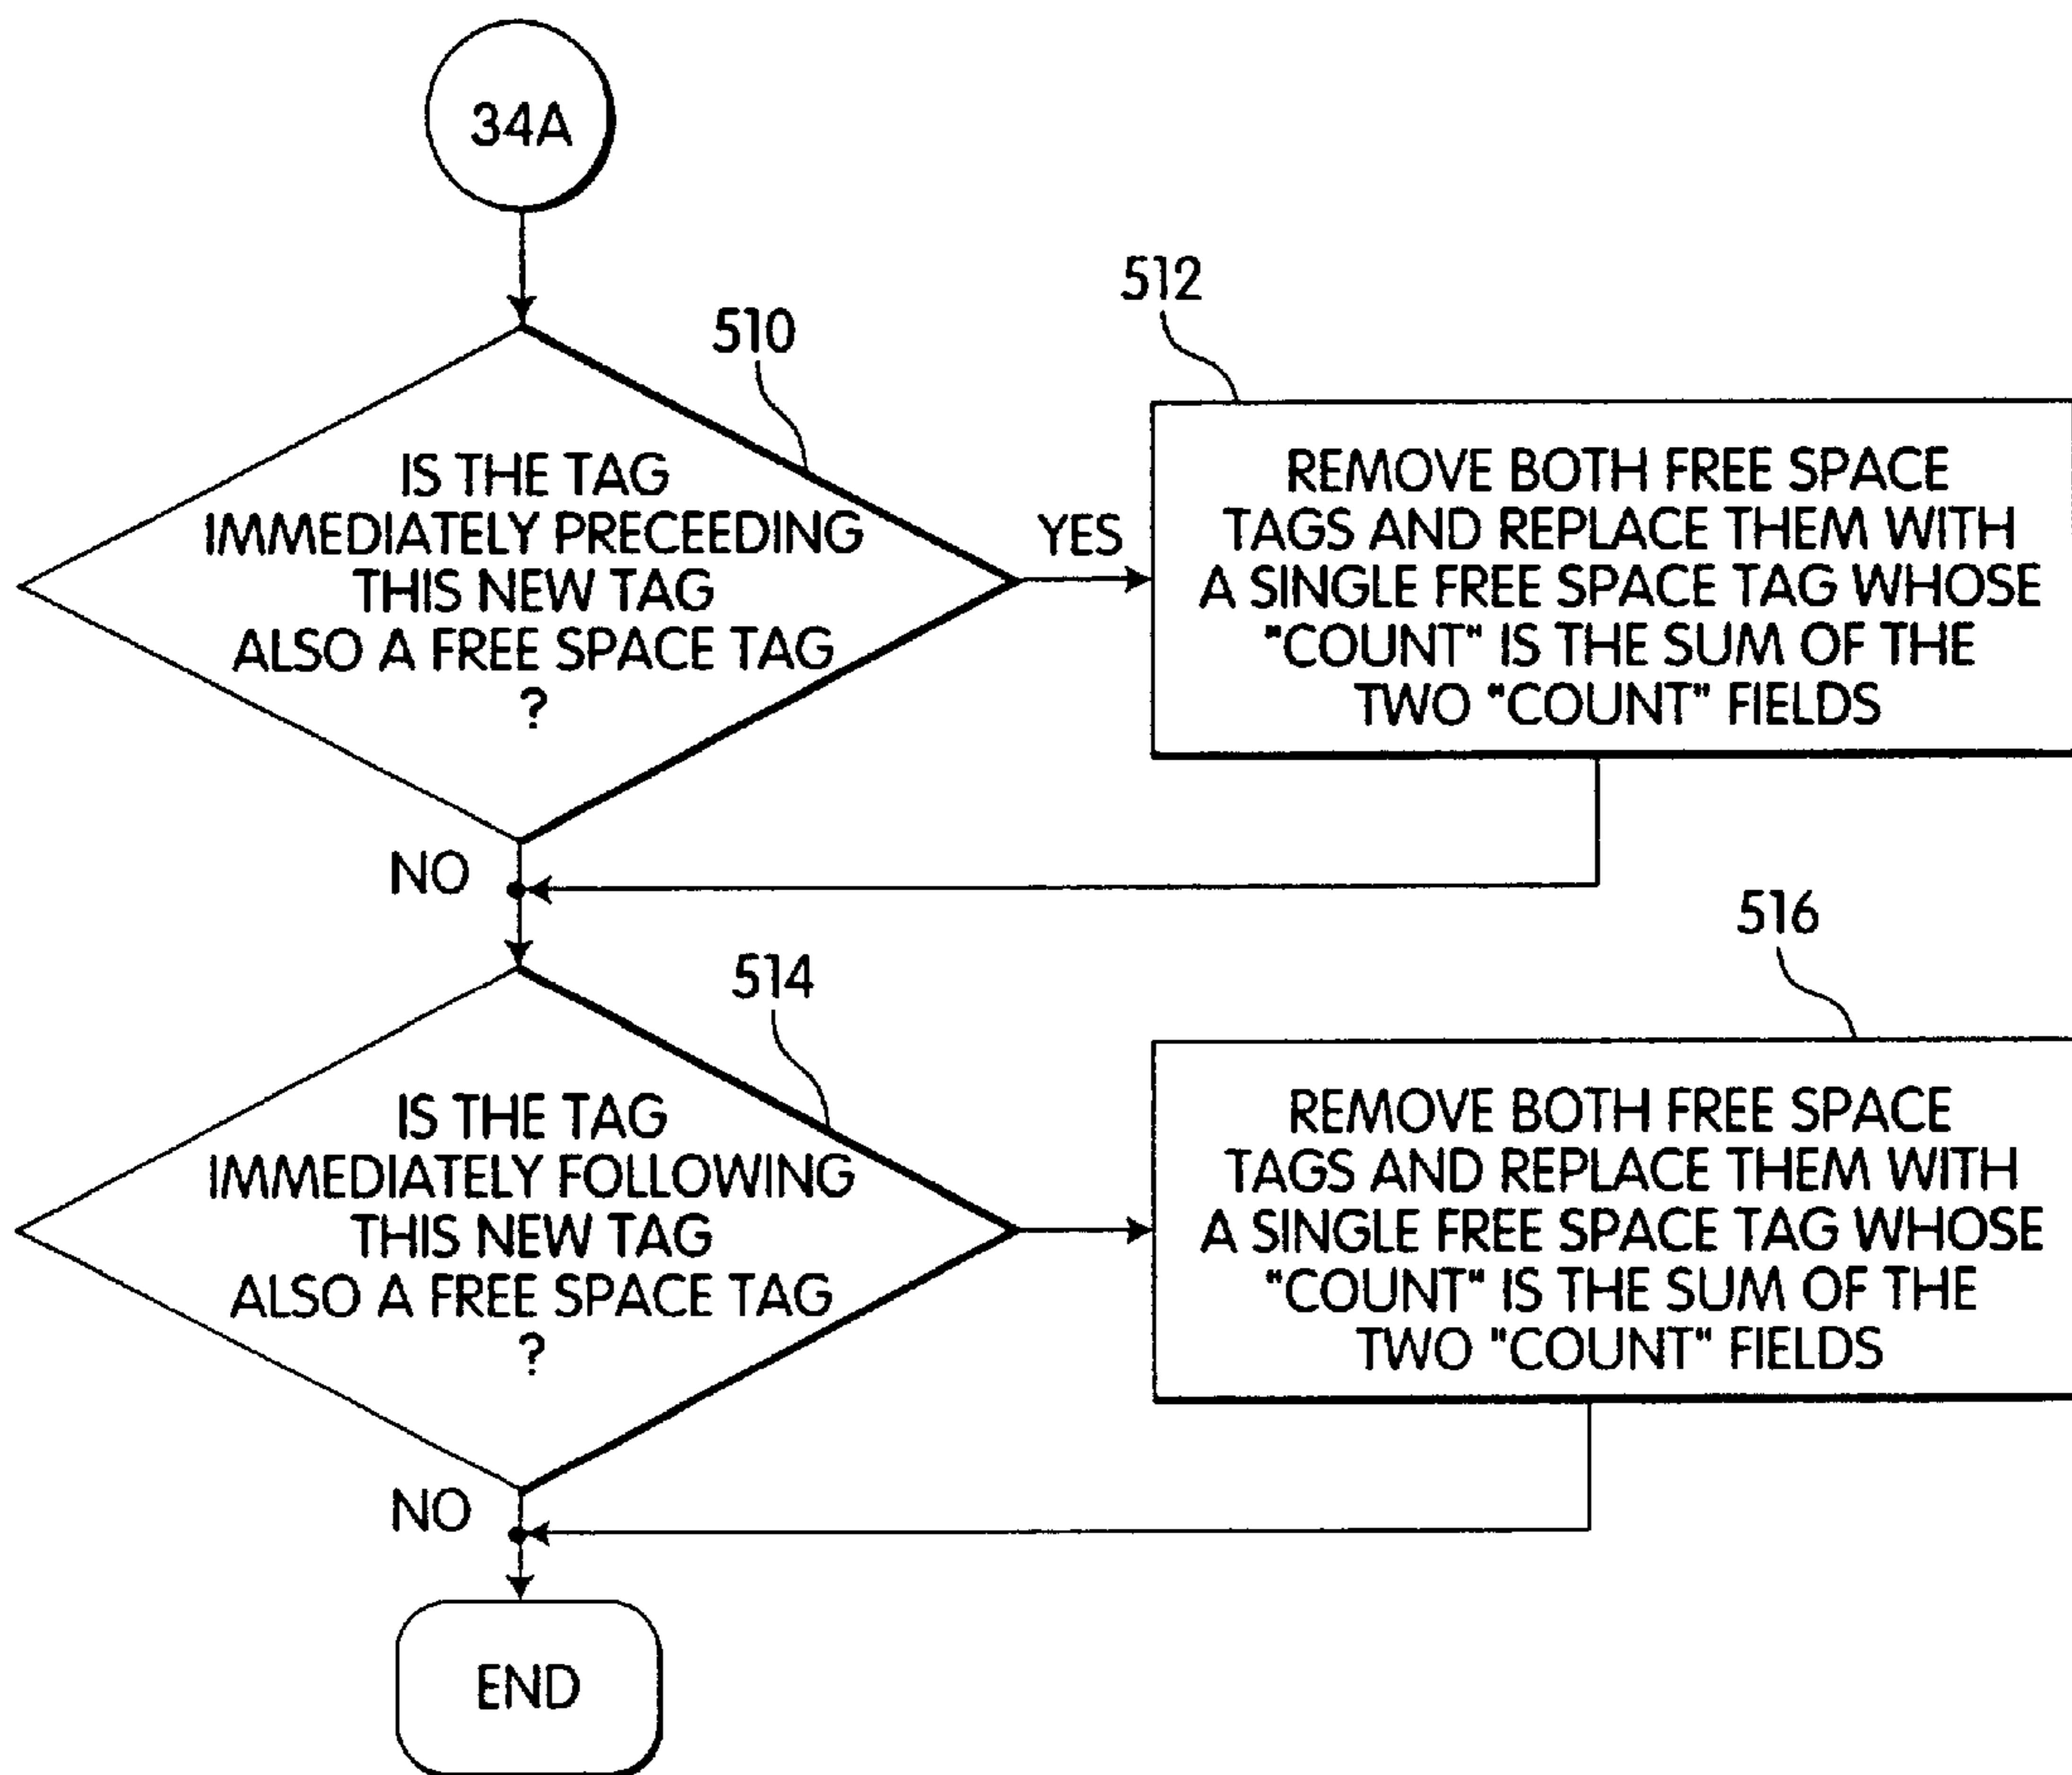 34A
510
IS THE TAG
IMMEDIATELY PRECEEDING
THIS NEW TAG
ALSO A FREE SPACE TAG
?
YES
512
REMOVE BOTH FREE SPACE
TAGS AND REPLACE THEM WITH
A SINGLE FREE SPACE TAG WHOSE
"COUNT" IS THE SUM OF THE
TWO "COUNT" FIELDS
NO
514
IS THE TAG
IMMEDIATELY FOLLOWING
THIS NEW TAG
ALSO A FREE SPACE TAG
?
516
REMOVE BOTH FREE SPACE
TAGS AND REPLACE THEM WITH
A SINGLE FREE SPACE TAG WHOSE
"COUNT" IS THE SUM OF THE
TWO "COUNT" FIELDS
NO
END